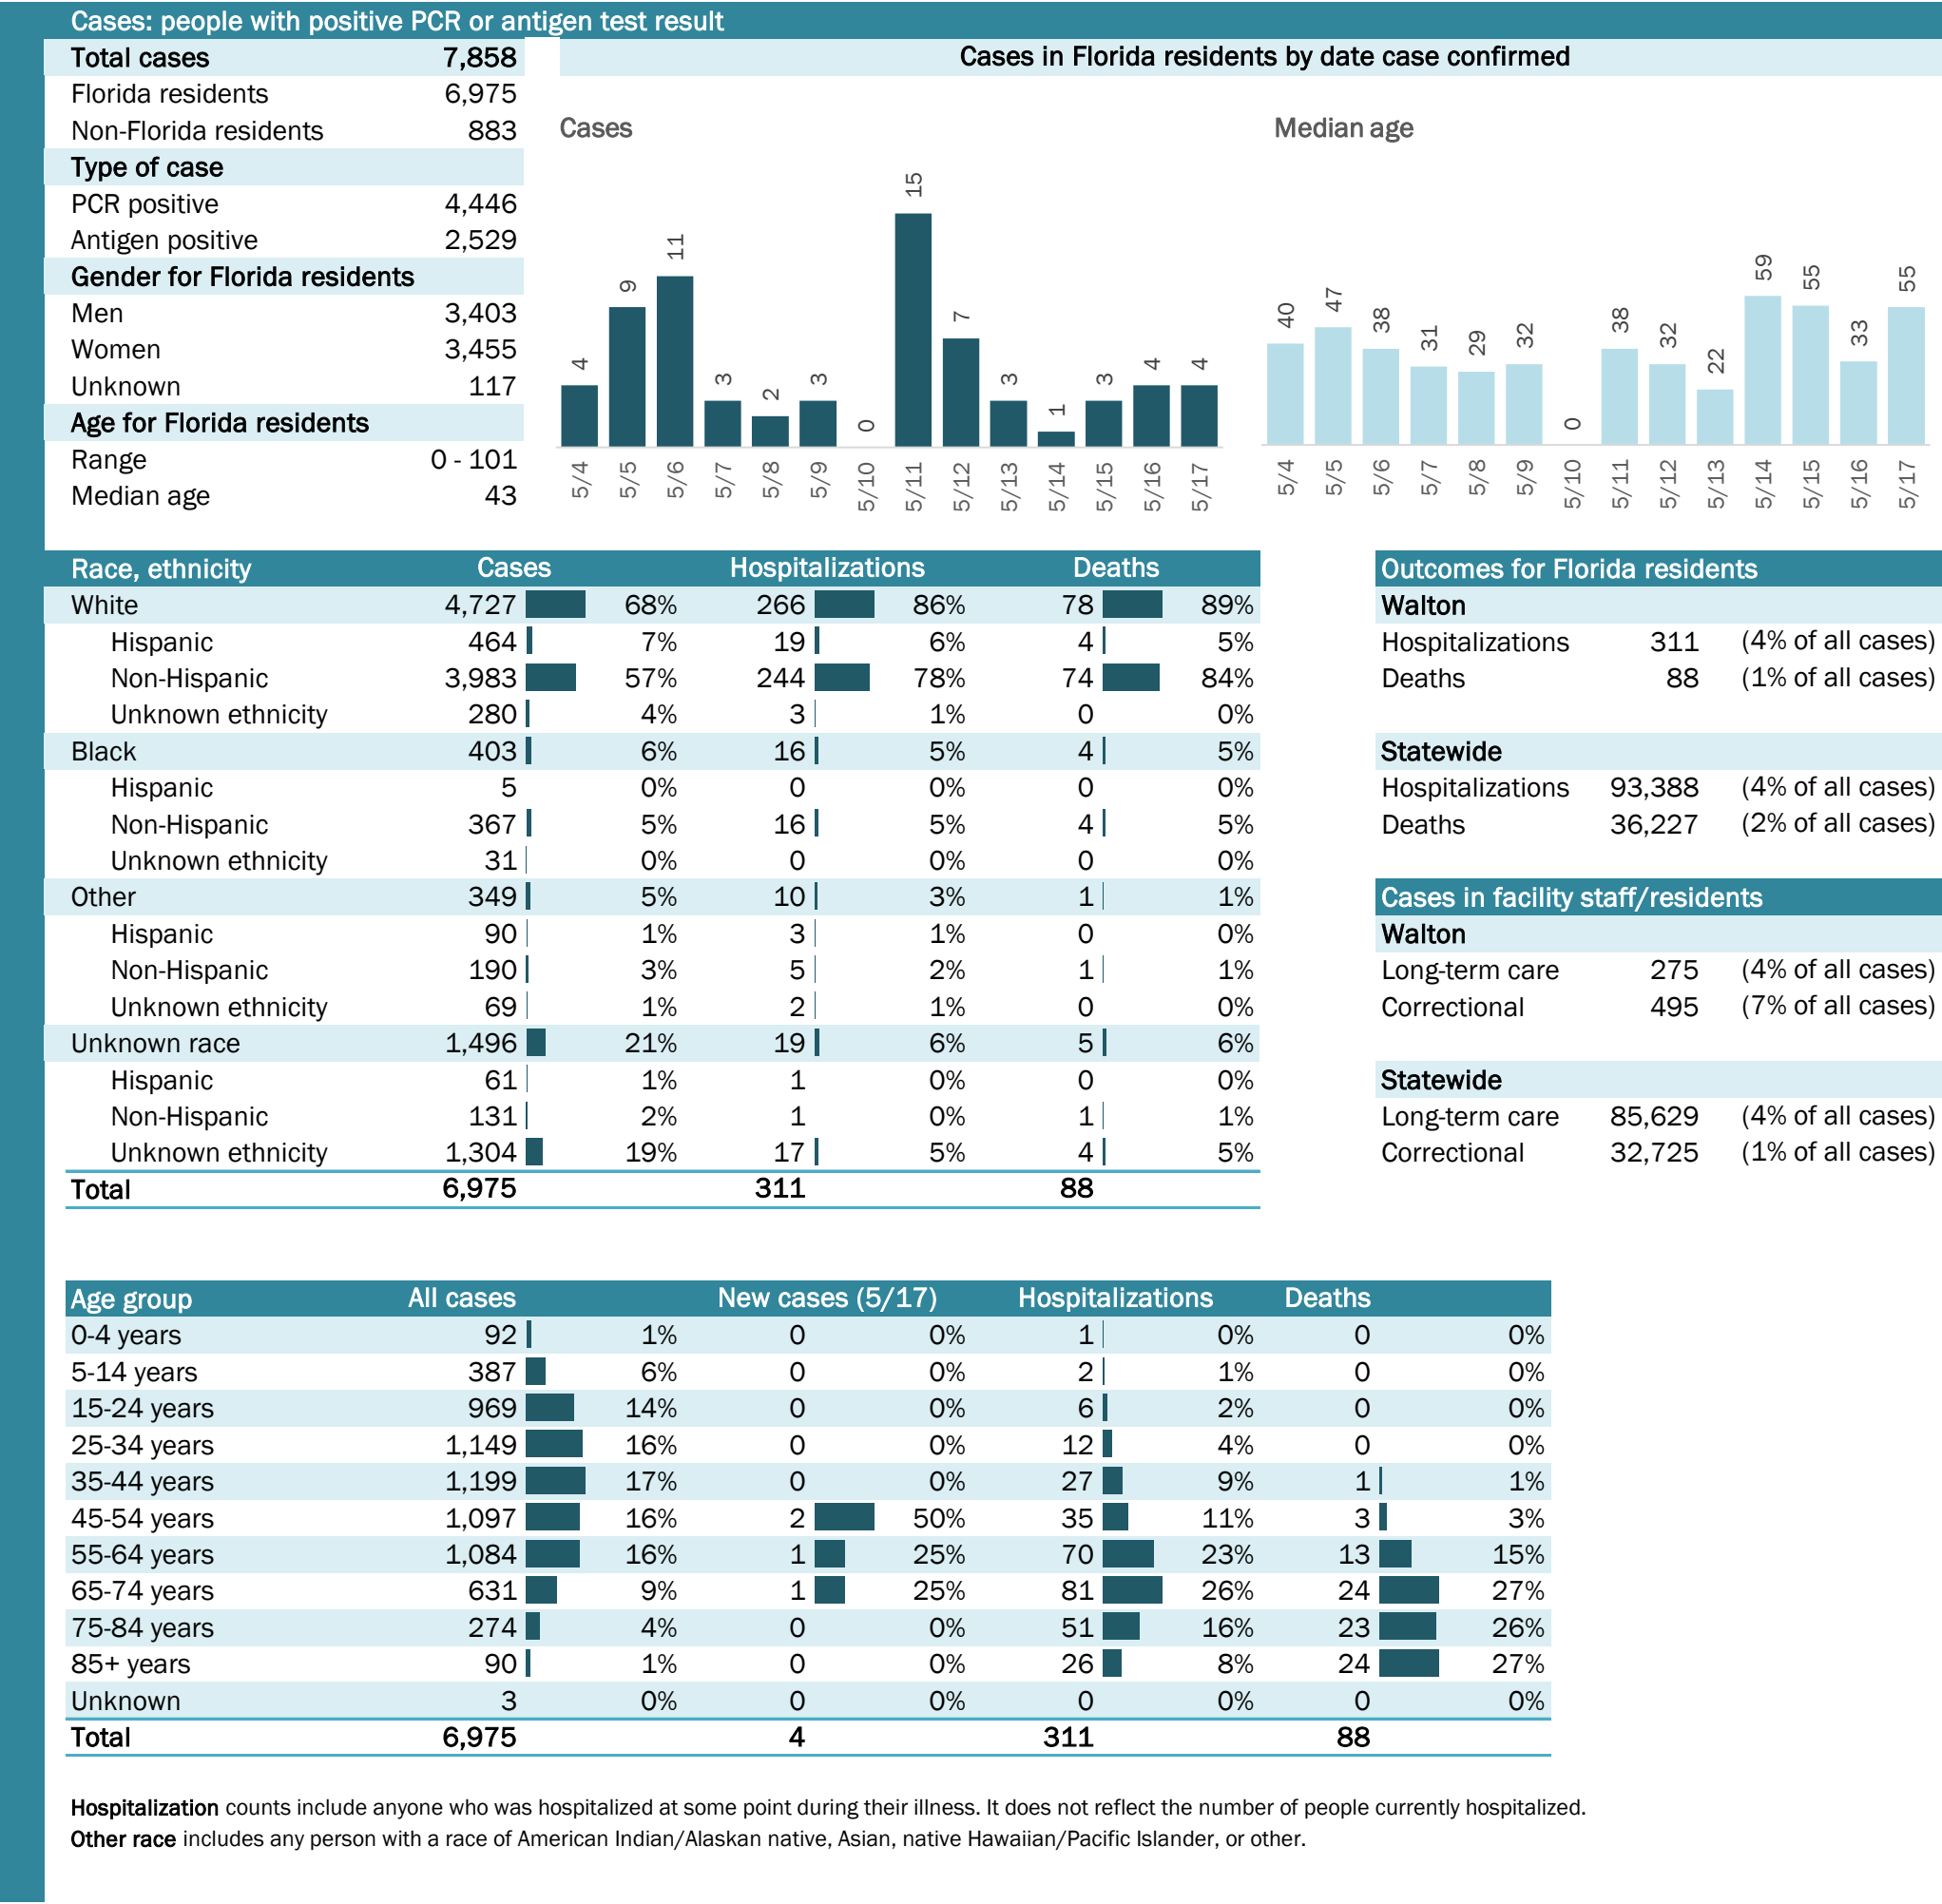 Cases: people with positive PCR or antigen test result
Total cases 7,858
Florida residents 6,975
Non-Florida residents 883
Type of case
PCR positive 4,446
Antigen positive 2,529
Gender for Florida residents
Men 3,403
Women 3,455
Unknown 117
Age for Florida residents
Range 0 - 101
Median age 43
Cases in Florida residents by date case confirmed
Cases
4 9 11 3 2 3 0 15 7 3 1 3 4 4
5/4 5/5 5/6 5/7 5/8 5/9 5/10 5/11 5/12 5/13 5/14 5/15 5/16 5/17
Median age
40 47 38 31 29 32 0 38 32 22 59 55 33 55
5/4 5/5 5/6 5/7 5/8 5/9 5/10 5/11 5/12 5/13 5/14 5/15 5/16 5/17
Race, ethnicity Cases Hospitalizations Deaths
White 4,727 68% 266 86% 78 89%
Hispanic 464 7% 19 6% 4 5%
Non-Hispanic 3,983 57% 244 78% 74 84%
Unknown ethnicity 280 4% 3 1% 0 0%
Black 403 6% 16 5% 4 5%
Hispanic 5 0% 0 0% 0 0%
Non-Hispanic 367 5% 16 5% 4 5%
Unknown ethnicity 31 0% 0 0% 0 0%
Other 349 5% 10 3% 1 1%
Hispanic 90 1% 3 1% 0 0%
Non-Hispanic 190 3% 5 2% 1 1%
Unknown ethnicity 69 1% 2 1% 0 0%
Unknown race 1,496 21% 19 6% 5 6%
Hispanic 61 1% 1 0% 0 0%
Non-Hispanic 131 2% 1 0% 1 1%
Unknown ethnicity 1,304 19% 17 5% 4 5%
Total 6,975 311 88
Outcomes for Florida residents
Walton
Hospitalizations 311 (4% of all cases)
Deaths 88 (1% of all cases)
Statewide
Hospitalizations 93,388 (4% of all cases)
Deaths 36,227 (2% of all cases)
Cases in facility staff/residents
Walton
Long-term care 275 (4% of all cases)
Correctional 495 (7% of all cases)
Statewide
Long-term care 85,629 (4% of all cases)
Correctional 32,725 (1% of all cases)
Age group All cases New cases (5/17) Hospitalizations Deaths
0-4 years 92 1% 0 0% 1 0% 0 0%
5-14 years 387 6% 0 0% 2 1% 0 0%
15-24 years 969 14% 0 0% 6 2% 0 0%
25-34 years 1,149 16% 0 0% 12 4% 0 0%
35-44 years 1,199 17% 0 0% 27 9% 1 1%
45-54 years 1,097 16% 2 50% 35 11% 3 3%
55-64 years 1,084 16% 1 25% 70 23% 13 15%
65-74 years 631 9% 1 25% 81 26% 24 27%
75-84 years 274 4% 0 0% 51 16% 23 26%
85+ years 90 1% 0 0% 26 8% 24 27%
Unknown 3 0% 0 0% 0 0% 0 0%
Total 6,975 4 311 88
Hospitalization counts include anyone who was hospitalized at some point during their illness. It does not reflect the number of people currently hospitalized.
Other race includes any person with a race of American Indian/Alaskan native, Asian, native Hawaiian/Pacific Islander, or other.